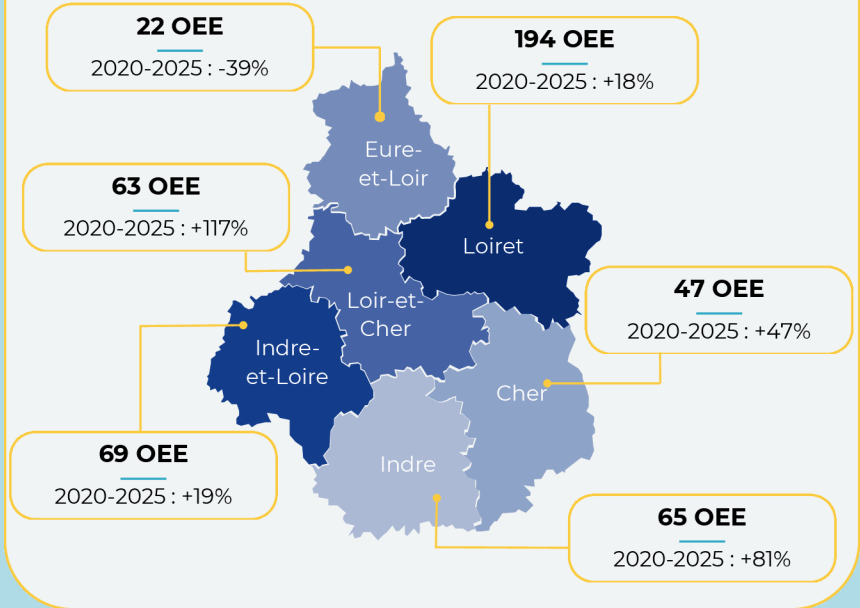 22 OEE
2020-2025 : -39%
194 OEE
2020-2025 : +18%
Eure-
et-Loir
63 OEE
2020-2025 : +117%
Loiret
47 OEE
2020-2025 : +47%
Loir-et-
Cher
Indre-
et-Loire
Cher
69 OEE
2020-2025 : +19%
Indre
65 OEE
2020-2025 : +81%